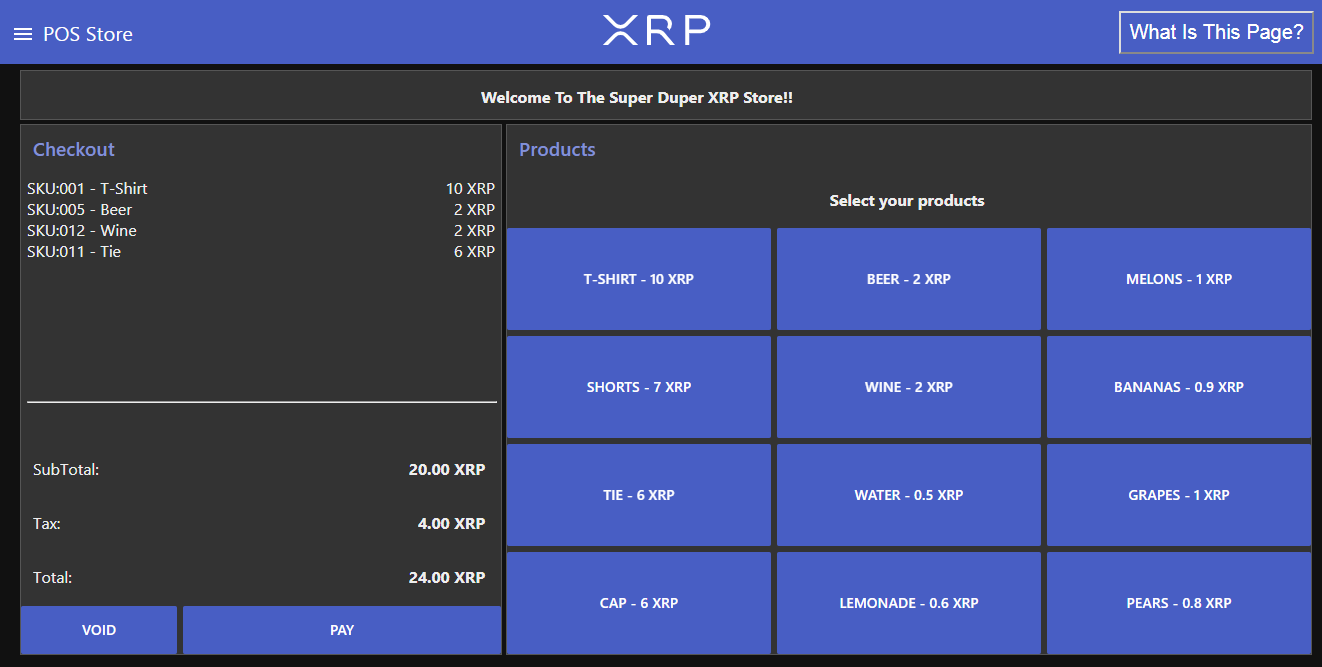 POS Store
XRP
What Is This Page?
Welcome To The Super Duper XRP Store!!
Checkout
SKU:001 - T-Shirt 10 XRP
SKU:005 - Beer 2 XRP
SKU:012 - Wine 2 XRP
SKU:011 - Tie 6 XRP
SubTotal: 20.00 XRP
Tax: 4.00 XRP
Total: 24.00 XRP
VOID
PAY
Products
Select your products
T-SHIRT - 10 XRP
BEER - 2 XRP
MELONS - 1 XRP
SHORTS - 7 XRP
WINE - 2 XRP
BANANAS - 0.9 XRP
TIE - 6 XRP
WATER - 0.5 XRP
GRAPES - 1 XRP
CAP - 6 XRP
LEMONADE - 0.6 XRP
PEARS - 0.8 XRP